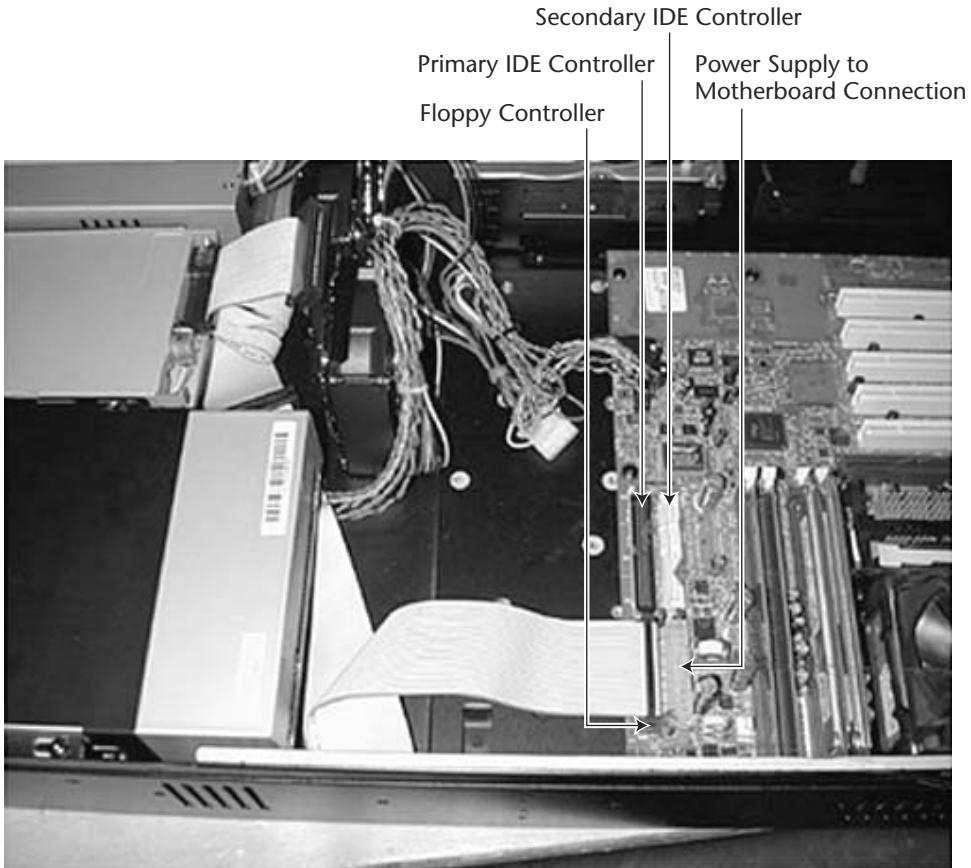 Secondary IDE Controller
Primary IDE Controller
Power Supply to
Motherboard Connection
Floppy Controller